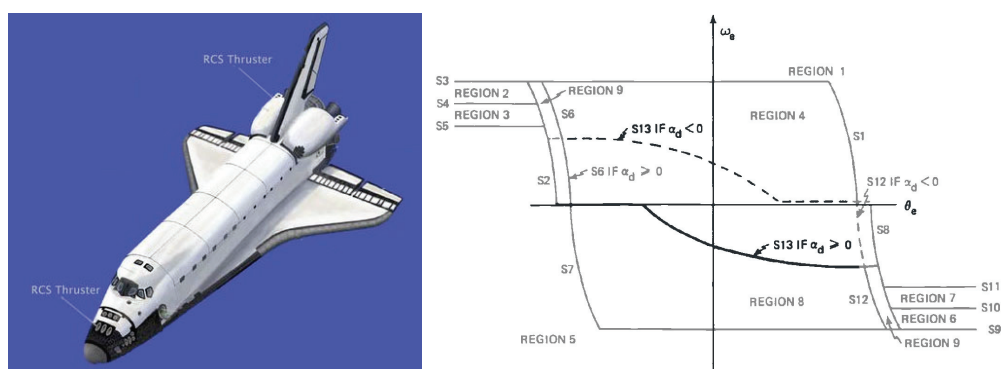 RCS Thruster
RCS Thruster
ωe
REGION 1
S3
REGION 2
REGION 9
S4
S6
REGION 3
S5
S13 IF αd < 0
REGION 4
S1
S2
S6 IF αd ⩾ 0
S12 IF αd < 0
θe
S8
S13 IF αd ⩾ 0
S7
S11
REGION 8
S12
REGION 7
S10
REGION 6
S9
REGION 5
REGION 9